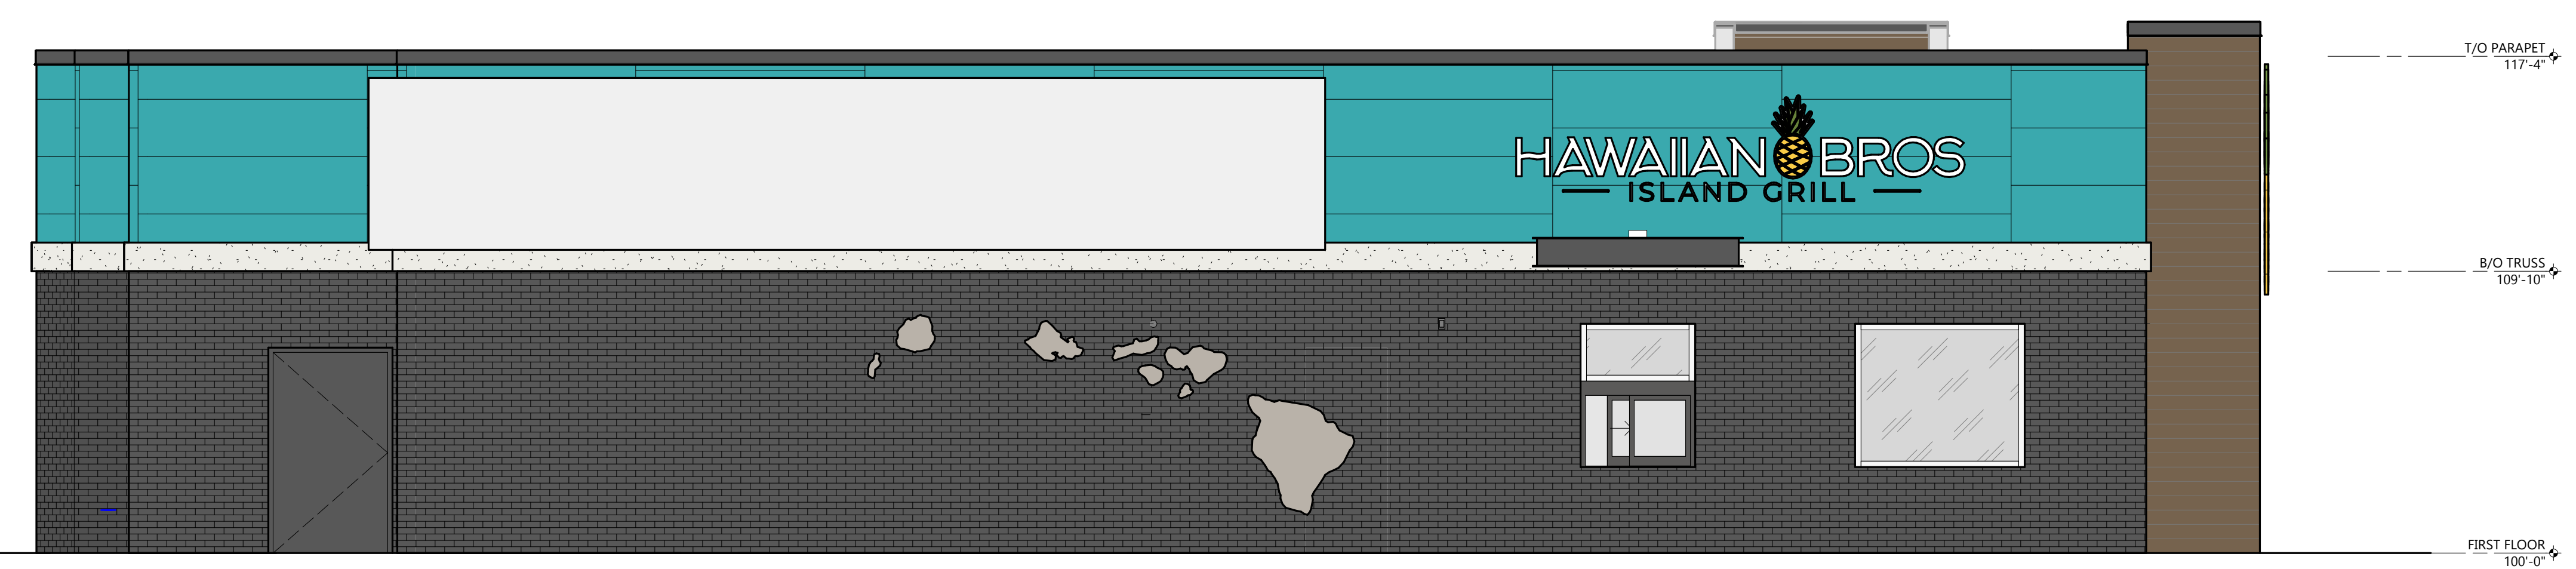 T/O PARAPET
117'-4"
HAWAIIAN BROS
ISLAND GRILL
B/O TRUSS
109'-10"
FIRST FLOOR
100'-0"